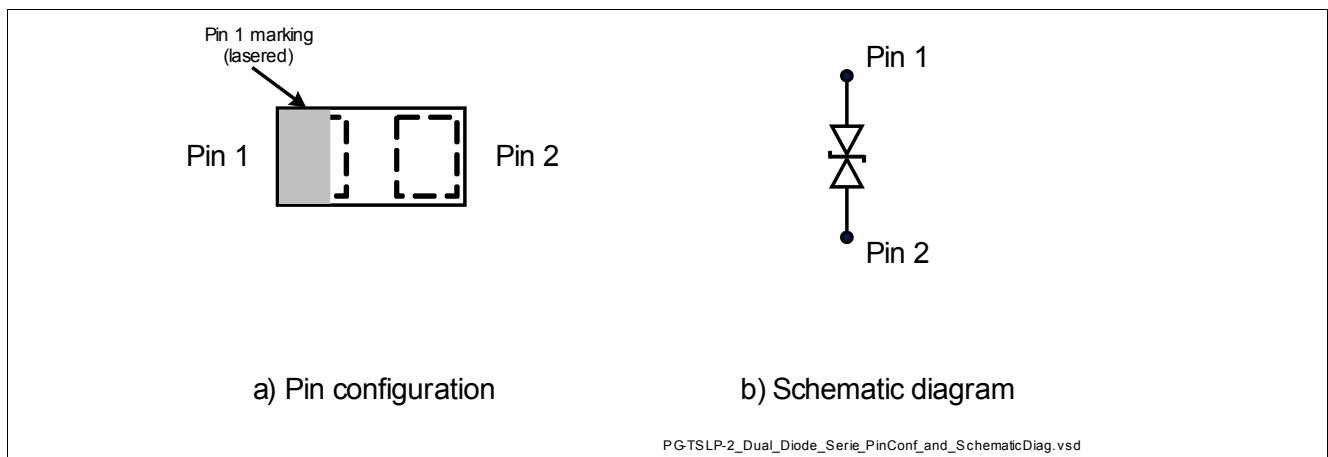 Pin 1 marking
(lasered)
Pin 1
Pin 2
Pin 1
Pin 2
a) Pin configuration
b) Schematic diagram
PG-TSLP-2_Dual_Diode_Serie_PinConf_and_SchematicDiag.vsd